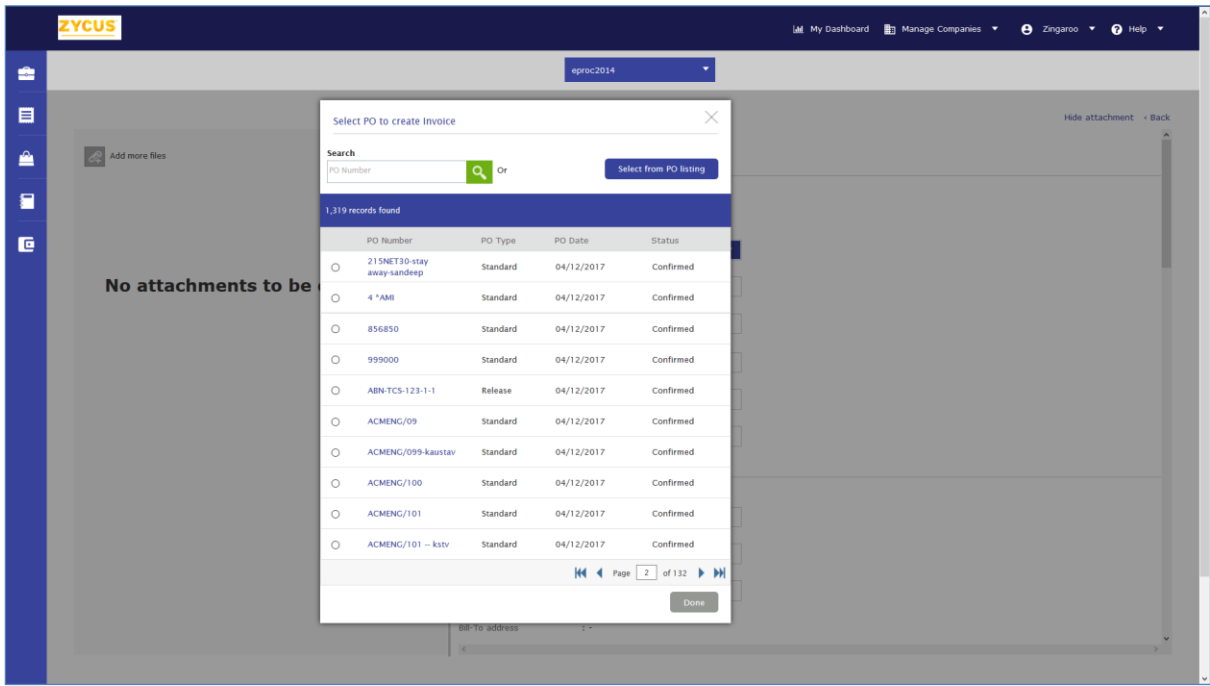 ZYCUS
My Dashboard Manage Companies Zingaroo Help
eproc2014
Hide attachment Back
Add more files
No attachments to be
Select PO to create Invoice
Search
PO Number Or Select from PO listing
1,319 records found
PO Number PO Type PO Date Status
215NET30-stay away-sandeep Standard 04/12/2017 Confirmed
4 *AMI Standard 04/12/2017 Confirmed
856850 Standard 04/12/2017 Confirmed
999000 Standard 04/12/2017 Confirmed
ABN-TCS-123-1-1 Release 04/12/2017 Confirmed
ACMENG/09 Standard 04/12/2017 Confirmed
ACMENG/099-kaustav Standard 04/12/2017 Confirmed
ACMENG/100 Standard 04/12/2017 Confirmed
ACMENG/101 Standard 04/12/2017 Confirmed
ACMENG/101 -- kstv Standard 04/12/2017 Confirmed
Page 2 of 132
Done
Bill-To address : -